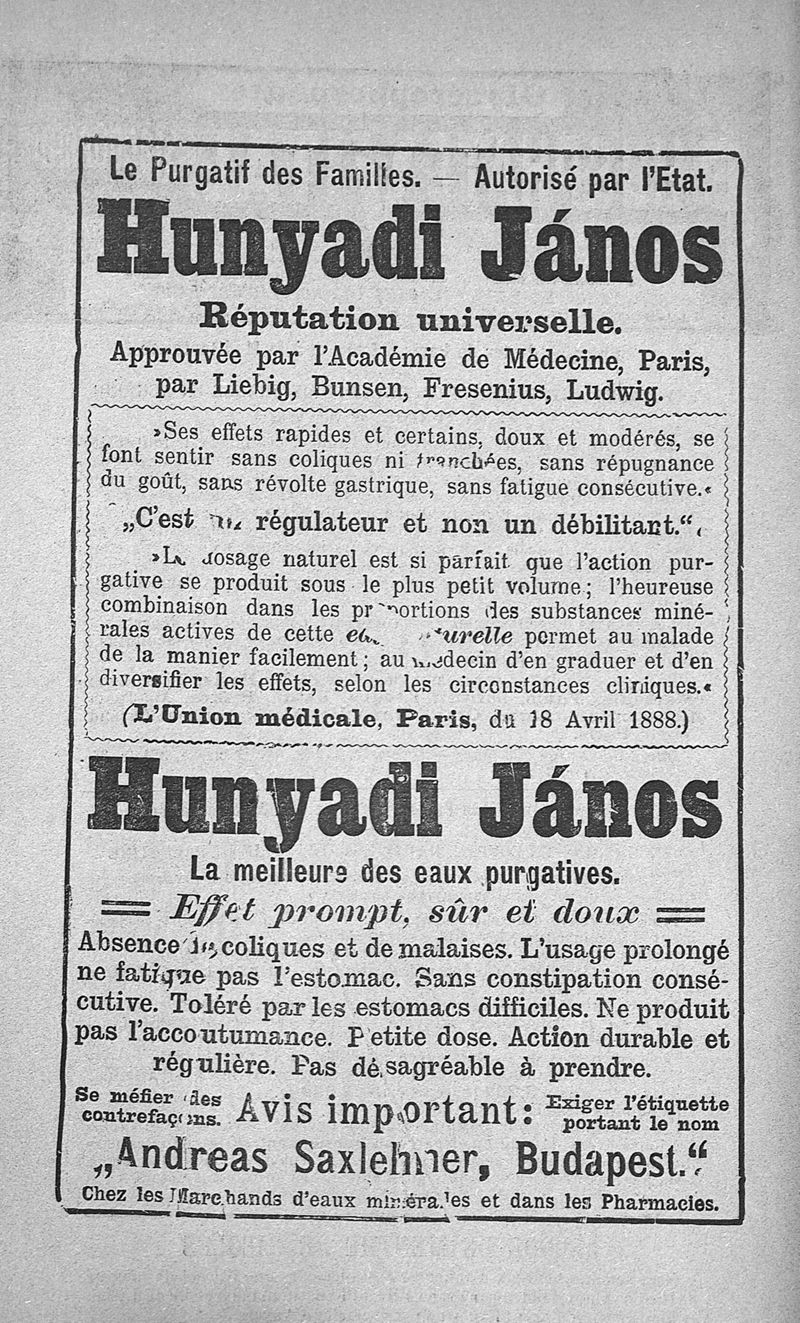 Le Purgatif des Familles. — Autorisé par l'Etat.
Hunyadi János
Réputation universelle.
Approuvée par l'Académie de Médecine, Paris,
par Liebig, Bunsen, Fresenius, Ludwig.
»Ses effets rapides et certains, doux et modérés, se
font sentir sans coliques ni tranchées, sans répugnance
du goût, sans révolte gastrique, sans fatigue consécutive.«
„C'est un régulateur et non un débilitant.“
»Le dosage naturel est si parfait que l'action pur-
gative se produit sous le plus petit volume; l'heureuse
combinaison dans les proportions des substances miné-
rales actives de cette eau naturelle permet au malade
de la manier facilement; au médecin d'en graduer et d'en
diversifier les effets, selon les circonstances cliniques.«
(L'Union médicale, Paris, du 18 Avril 1888.)
Hunyadi János
La meilleure des eaux purgatives.
Effet prompt, sûr et doux
Absence de coliques et de malaises. L'usage prolongé
ne fatigue pas l'estomac. Sans constipation consé-
cutive. Toléré par les estomacs difficiles. Ne produit
pas l'accoutumance. Petite dose. Action durable et
régulière. Pas désagréable à prendre.
Se méfier des
contrefaçons.
Avis important:
Exiger l'étiquette
portant le nom
„Andreas Saxlehner, Budapest.“
Chez les Marchands d'eaux minérales et dans les Pharmacies.